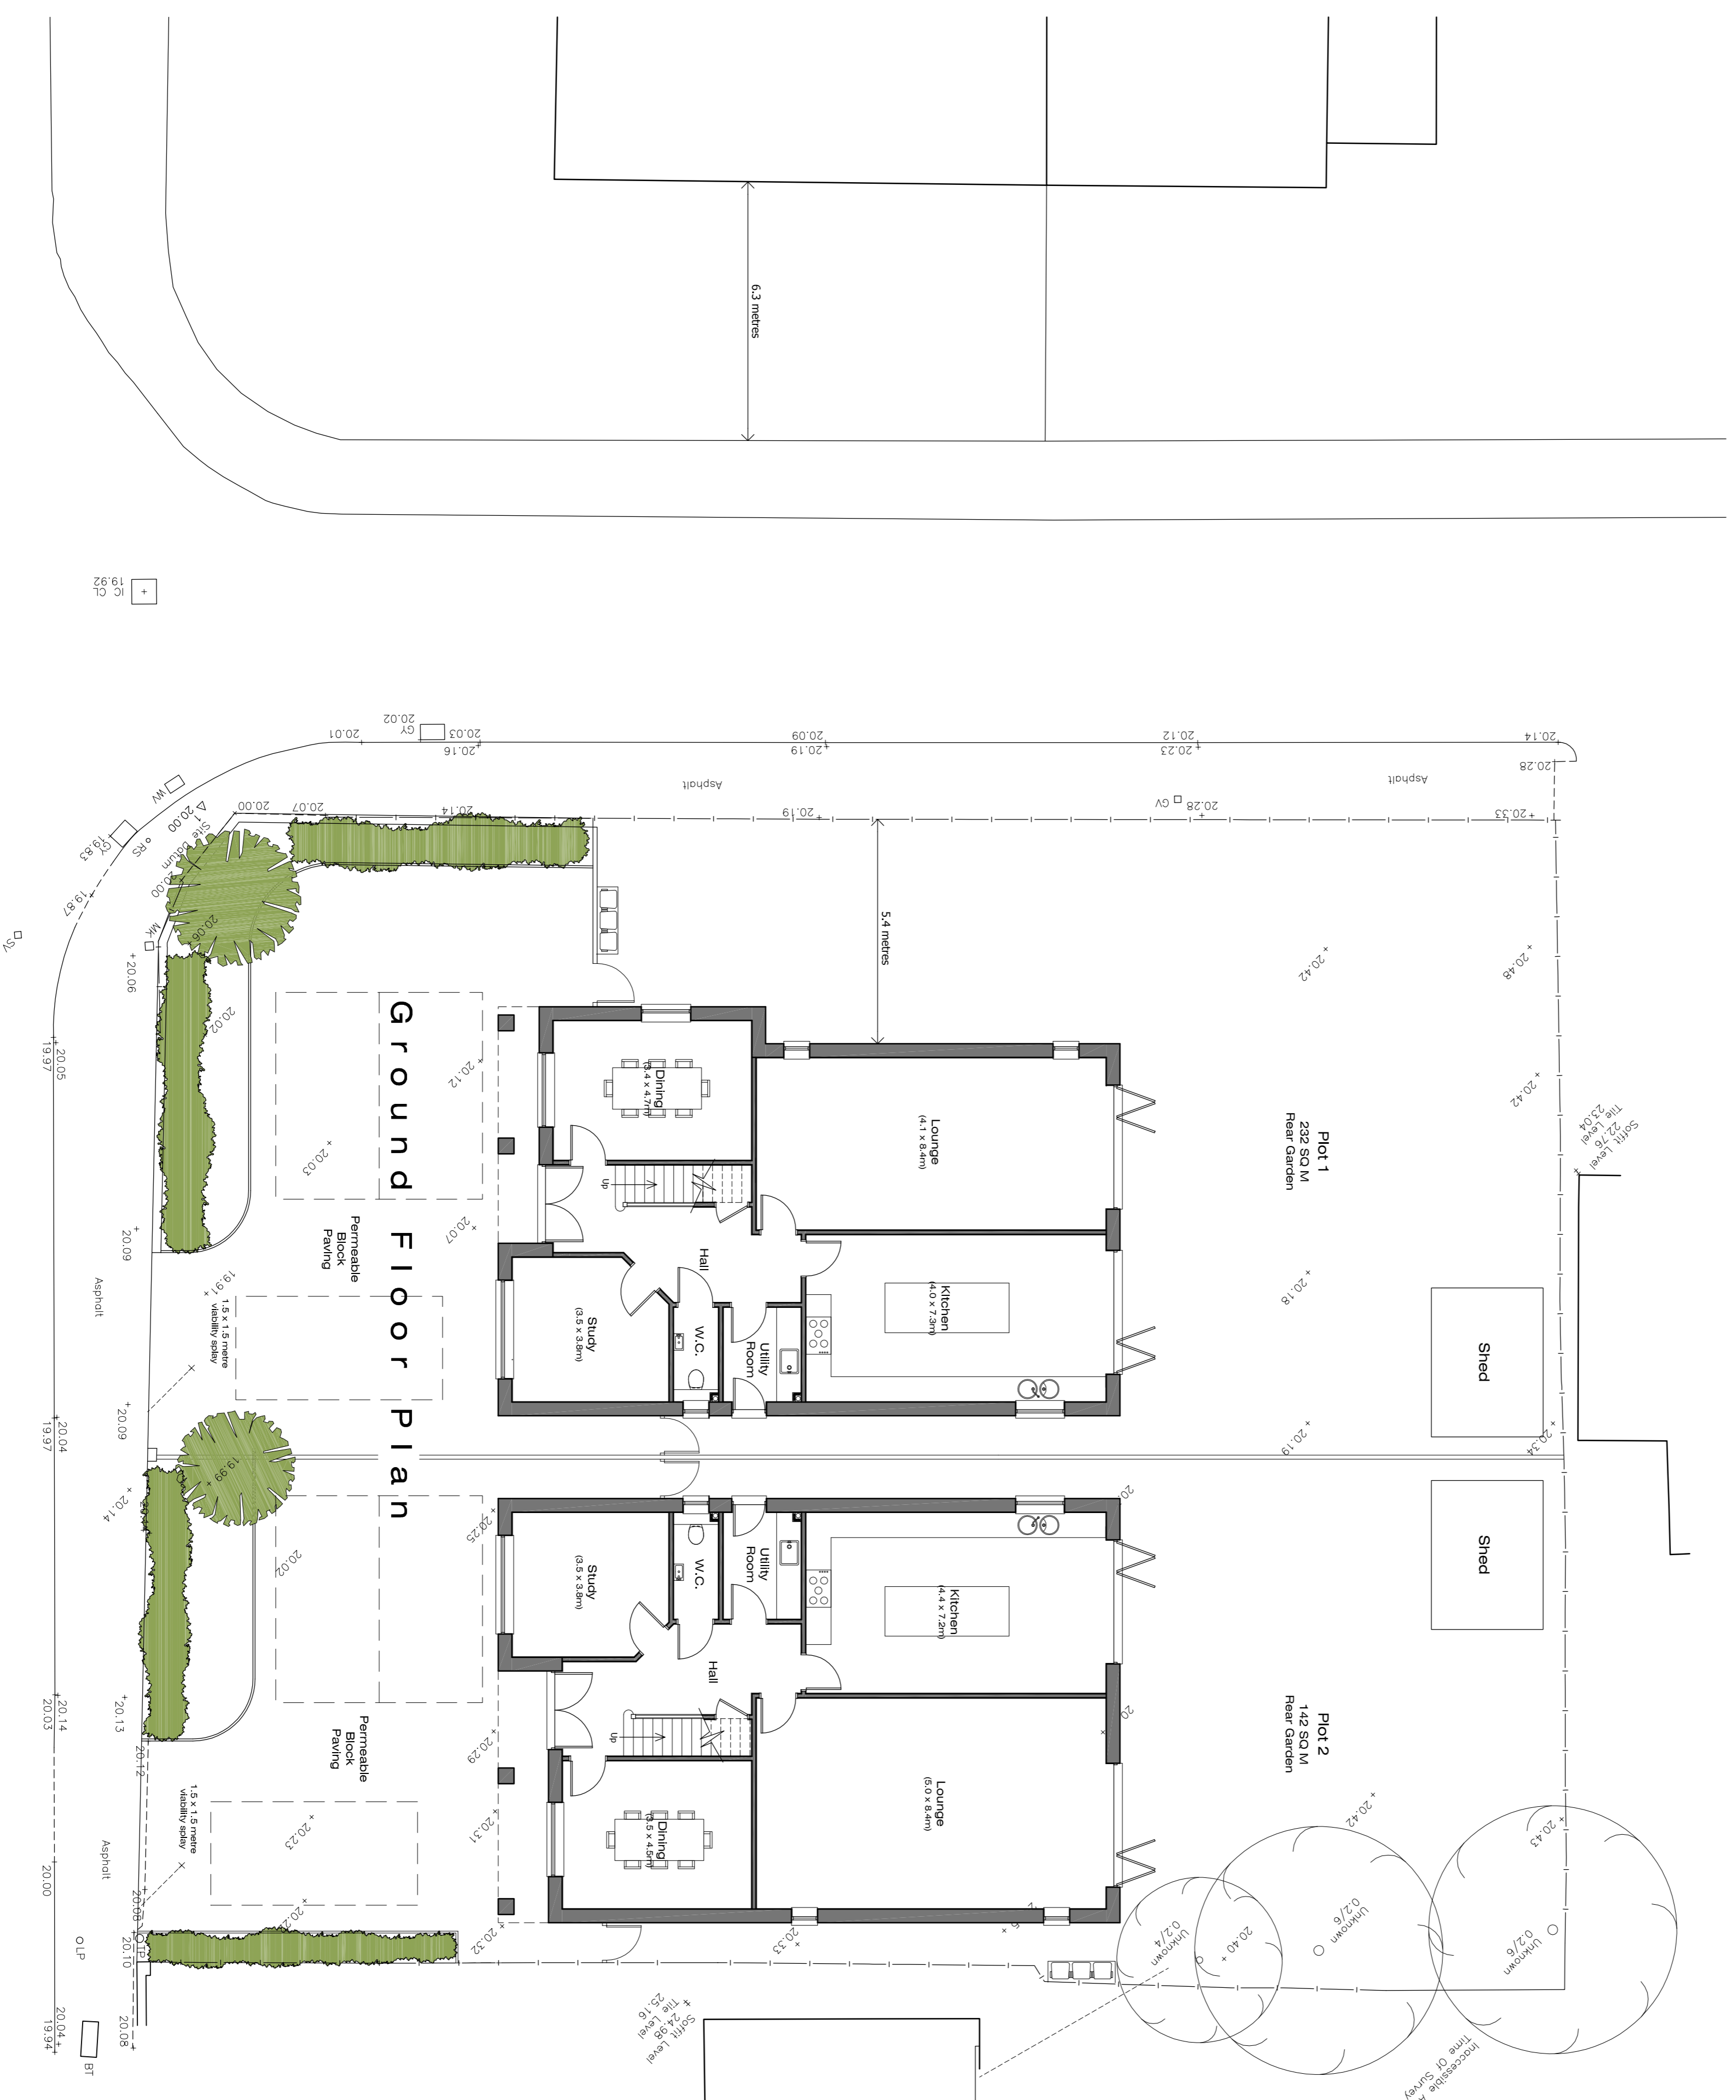 6.3 metres
IC CL
19.92
20.01
GY
20.02
20.03
20.16
20.09
20.19
20.12
20.23
20.14
20.28
Asphalt
Asphalt
WV
1
20.00
Site Datum 20.00
20.00
20.07
20.14
20.19
GV
20.28
20.33
GY
19.83
RS
19.87
SV
MK
20.06
20.06
20.02
5.4 metres
20.42
20.48
20.42
20.05
19.97
20.12
20.03
20.07
Ground Floor Plan
Dining
(3.4 x 4.7m)
Lounge
(4.1 x 8.4m)
Up
Hall
Kitchen
(4.0 x 7.3m)
Study
(3.5 x 3.8m)
W.C.
Utility
Room
Plot 1
232 SQ M
Rear Garden
Soffit Level
22.76
Tile Level
23.04
20.18
Shed
Permeable
Block
Paving
20.09
Asphalt
19.91
1.5 x 1.5 metre
viability splay
20.09
20.04
19.97
19.99
20.14
20.19
20.34
20.02
20.25
Study
(3.5 x 3.8m)
W.C.
Utility
Room
Kitchen
(4.4 x 7.2m)
Shed
Hall
Up
Dining
(3.5 x 4.5m)
Lounge
(5.0 x 8.4m)
Plot 2
142 SQ M
Rear Garden
20.14
20.03
20.13
20.12
Permeable
Block
Paving
20.29
20.31
1.5 x 1.5 metre
viability splay
20.23
Asphalt
20.00
20.08
20.10
TP
LP
20.32
20.33
20.42
20.43
Unknown
0.2/4
20.40
Unknown
0.2/6
Unknown
0.2/6
Soffit Level
24.98
Tile Level
25.16
20.04
19.94
20.08
BT
Inaccessible A
Time Of Survey